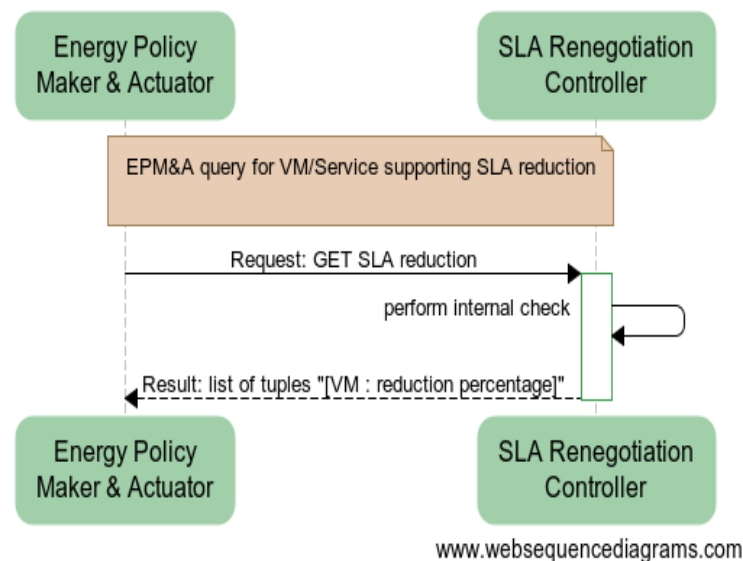 Energy Policy
Maker & Actuator
SLA Renegotiation
Controller
EPM&A query for VM/Service supporting SLA reduction
Request: GET SLA reduction
perform internal check
Result: list of tuples "[VM : reduction percentage]"
Energy Policy
Maker & Actuator
SLA Renegotiation
Controller
www.websequencediagrams.com